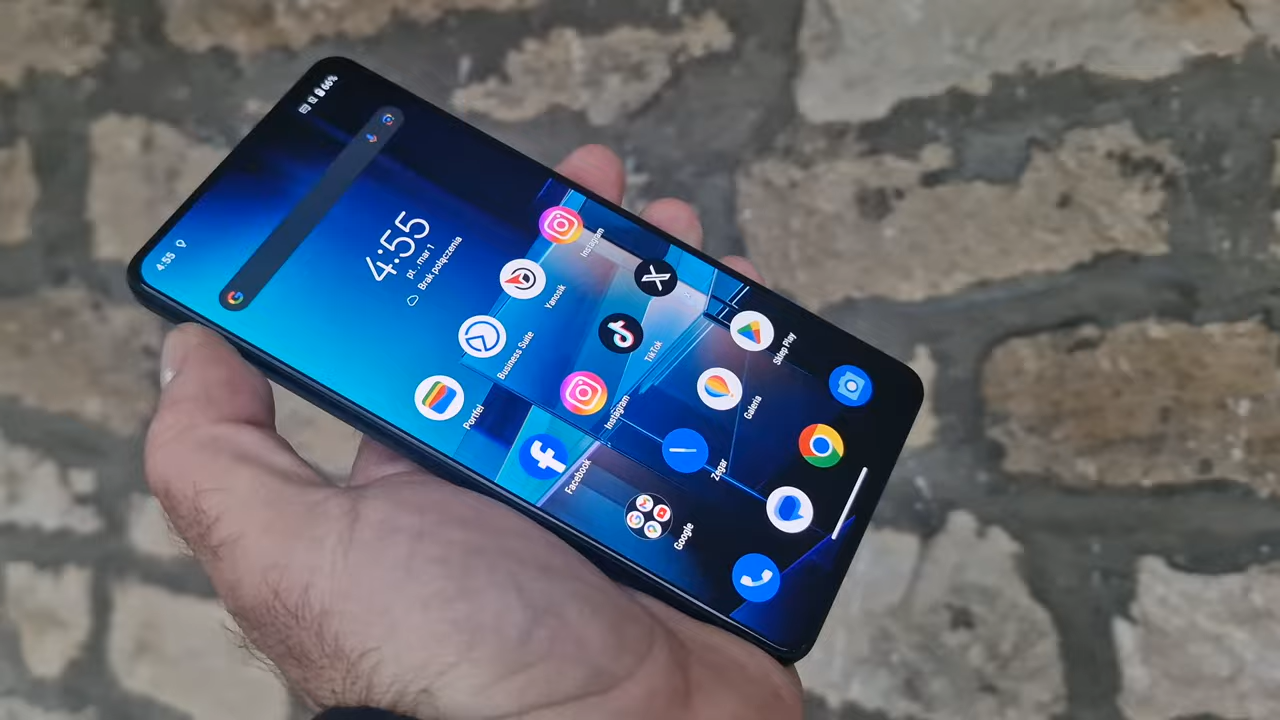 4:55
66%
4:55
pt., mar 1
Brak połączenia
Portfel
Business Suite
Yanosik
Instagram
Facebook
Instagram
TikTok
Google
Zegar
Galeria
Sklep Play